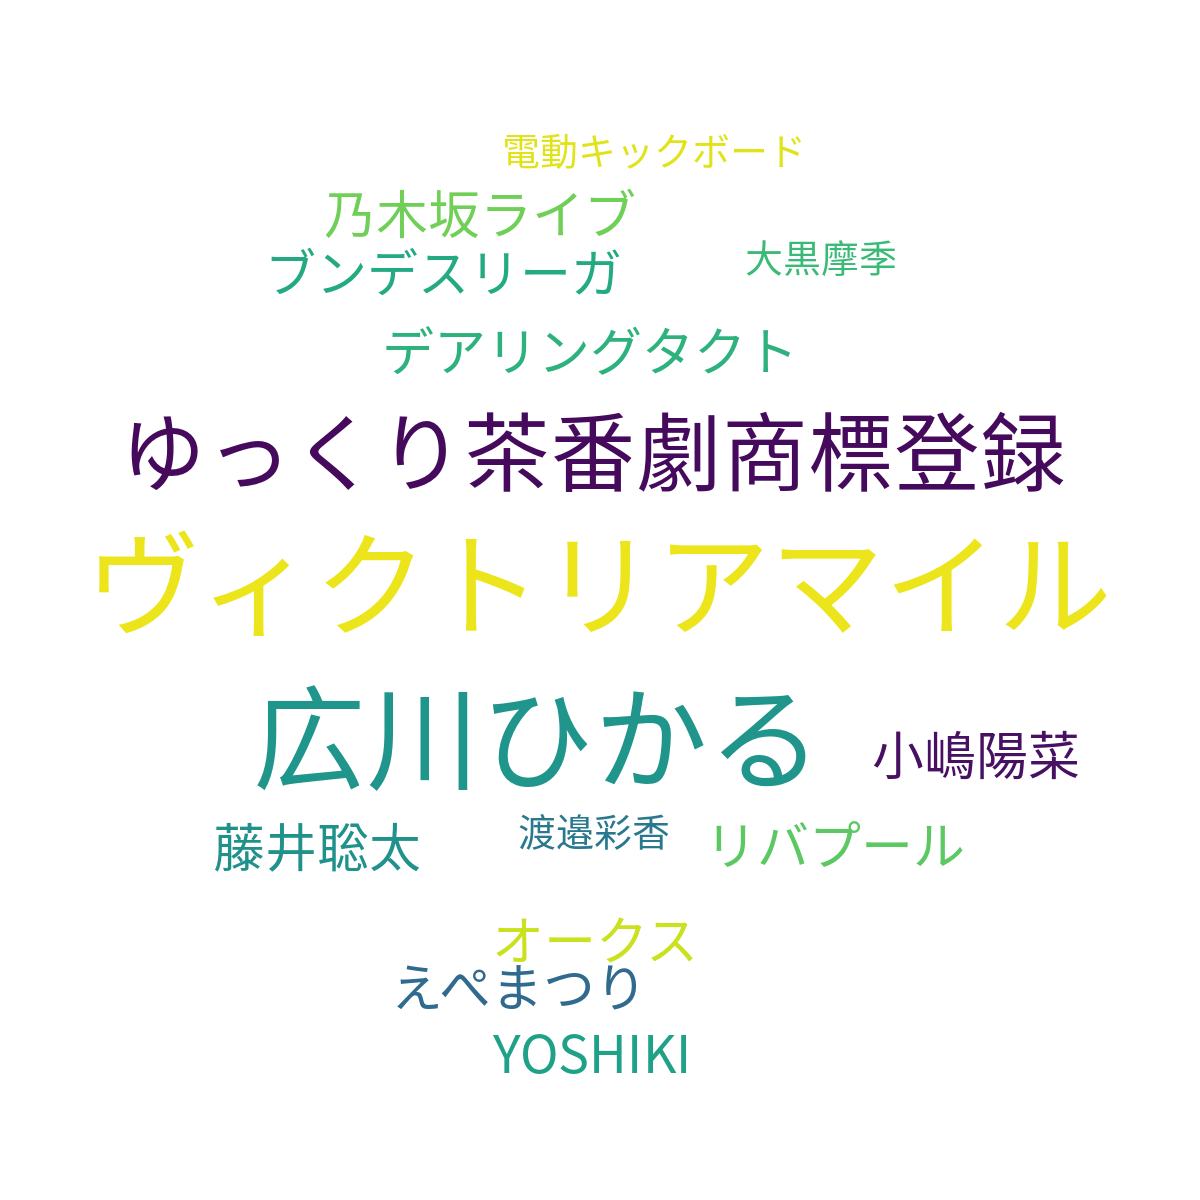 電動キックボード
乃木坂ライブ
ブンデスリーガ
大黒摩季
デアリングタクト
ゆっくり茶番劇商標登録
ヴィクトリアマイル
広川ひかる
小嶋陽菜
藤井聡太
渡邉彩香
リバプール
オークス
えぺまつり
YOSHIKI